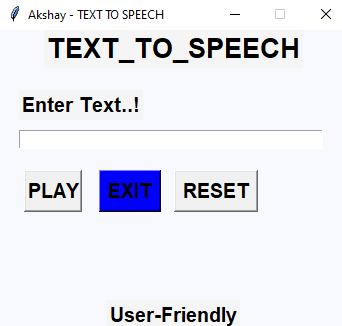 Akshay - TEXT TO SPEECH
TEXT_TO_SPEECH
Enter Text..!
PLAY EXIT RESET
User-Friendly